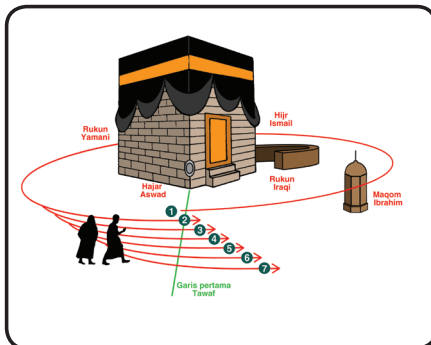 Rukun
Yamani
Hijr
Ismail
Hajar
Aswad
Rukun
Iraqi
Maqom
Ibrahim
1
2
3
4
5
6
7
Garis pertama
Tawaf